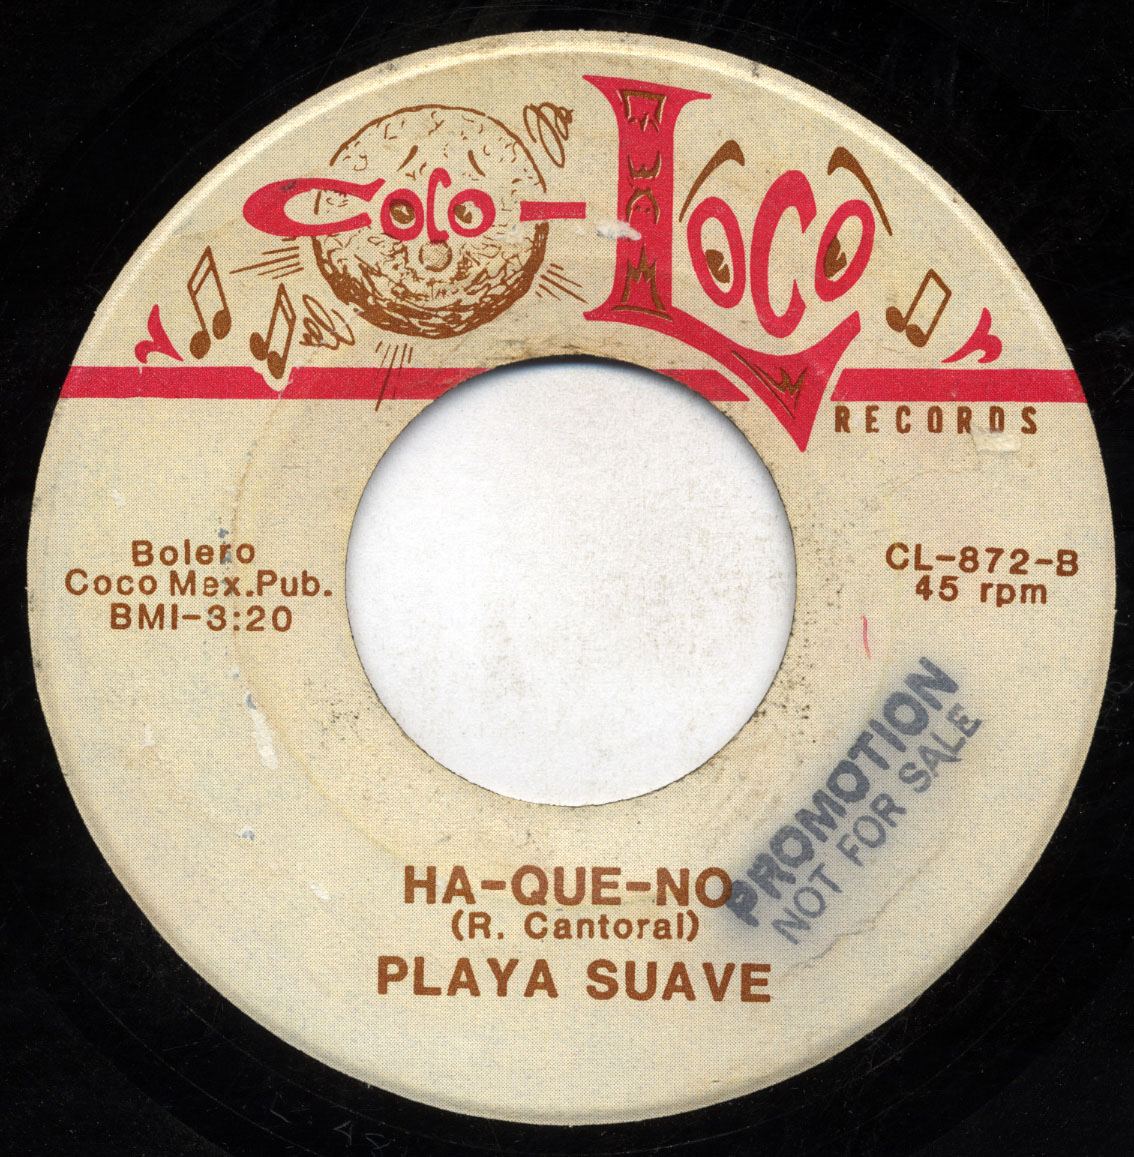 Coco-Loco
RECORDS
Bolero
Coco Mex.Pub.
BMI-3:20
CL-872-B
45 rpm
PROMOTION
NOT FOR SALE
HA-QUE-NO
(R. Cantoral)
PLAYA SUAVE